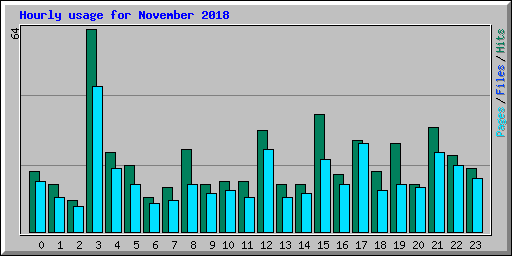 Hourly usage for November 2018
64
Pages / Files / Hits
0 1 2 3 4 5 6 7 8 9 10 11 12 13 14 15 16 17 18 19 20 21 22 23